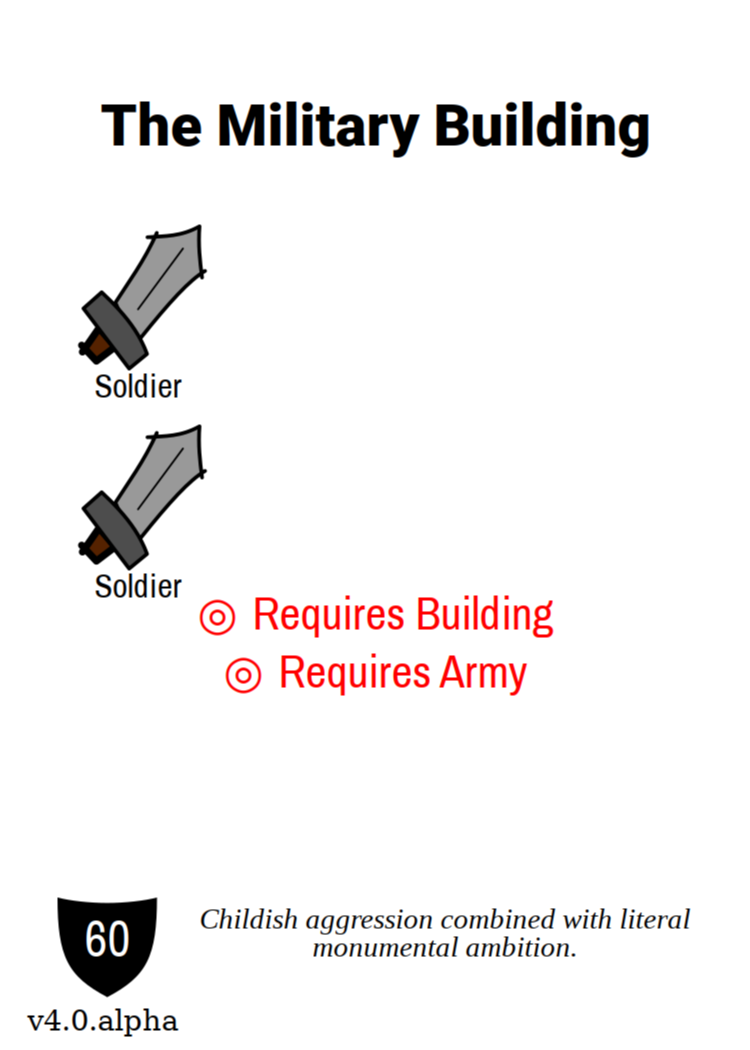 The Military Building
Soldier
Soldier
◎ Requires Building
◎ Requires Army
60
Childish aggression combined with literal
monumental ambition.
v4.0.alpha